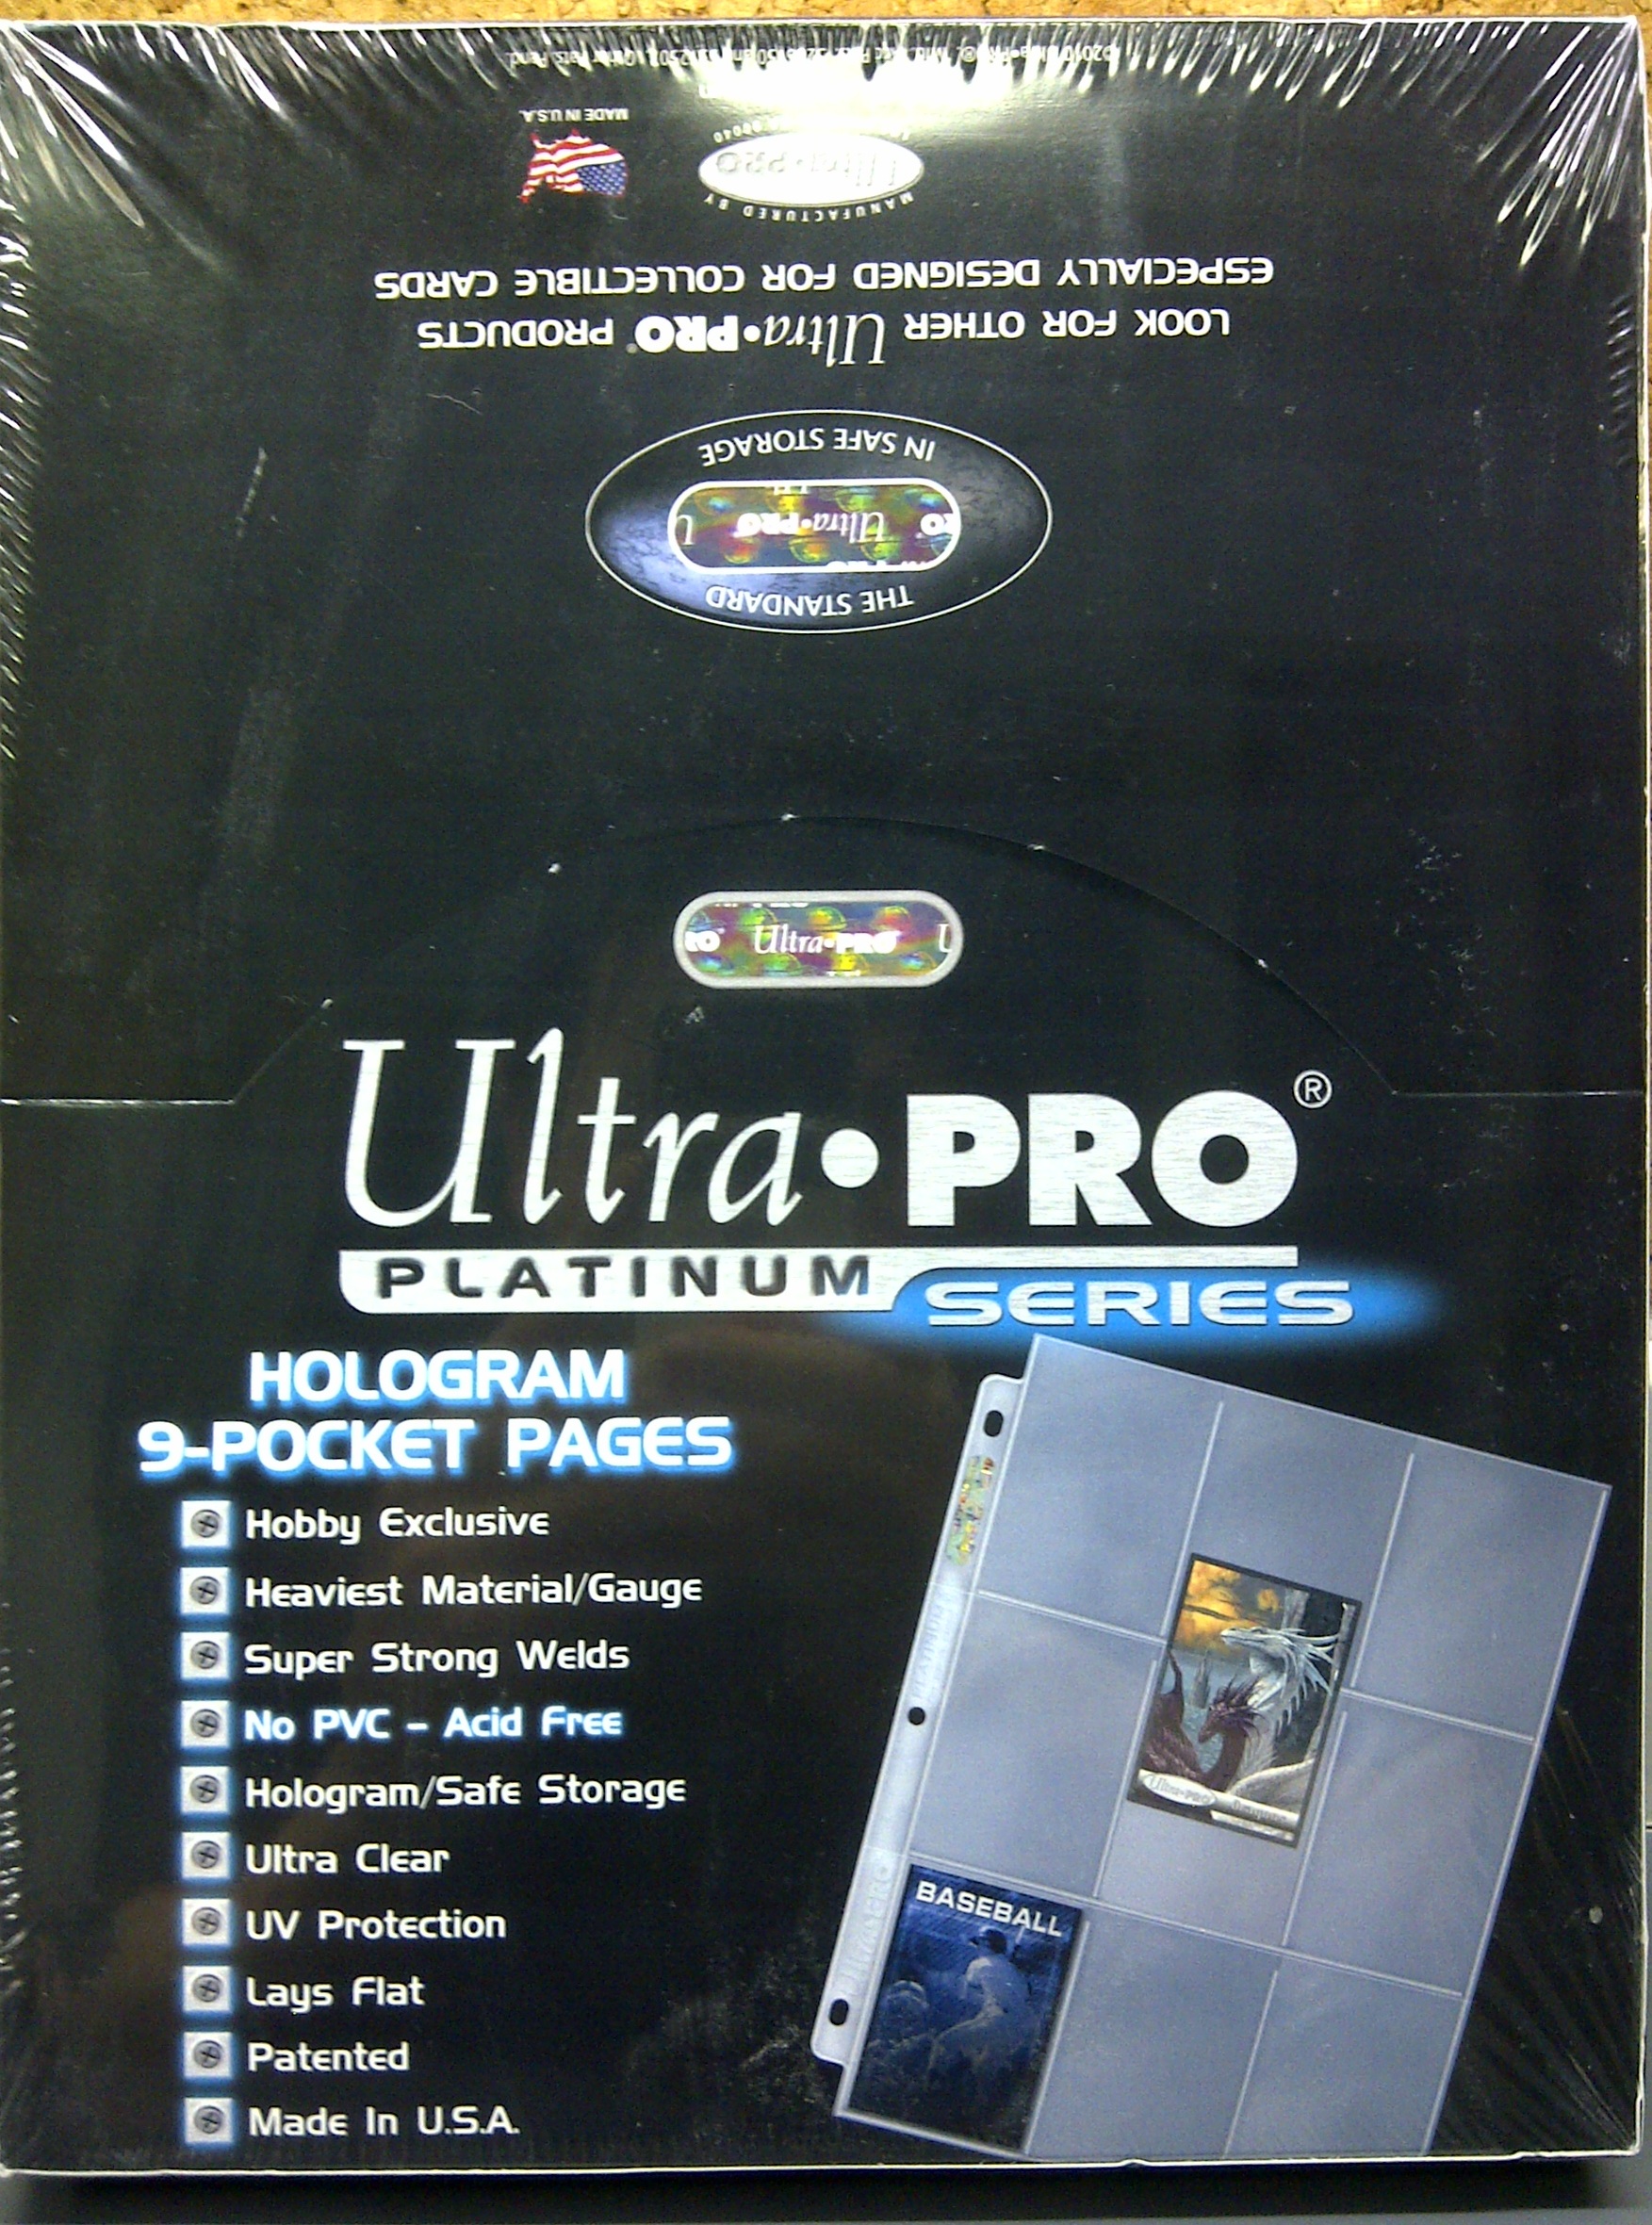 MADE IN U.S.A.
MANUFACTURED BY
Ultra•PRO
LOOK FOR OTHER Ultra•PRO® PRODUCTS
ESPECIALLY DESIGNED FOR COLLECTIBLE CARDS
THE STANDARD
Ultra•PRO
IN SAFE STORAGE
Ultra•PRO
Ultra•PRO®
PLATINUM SERIES
HOLOGRAM
9-POCKET PAGES
Hobby Exclusive
Heaviest Material/Gauge
Super Strong Welds
No PVC – Acid Free
Hologram/Safe Storage
Ultra Clear
UV Protection
Lays Flat
Patented
Made In U.S.A.
Ultra•PRO
BASEBALL